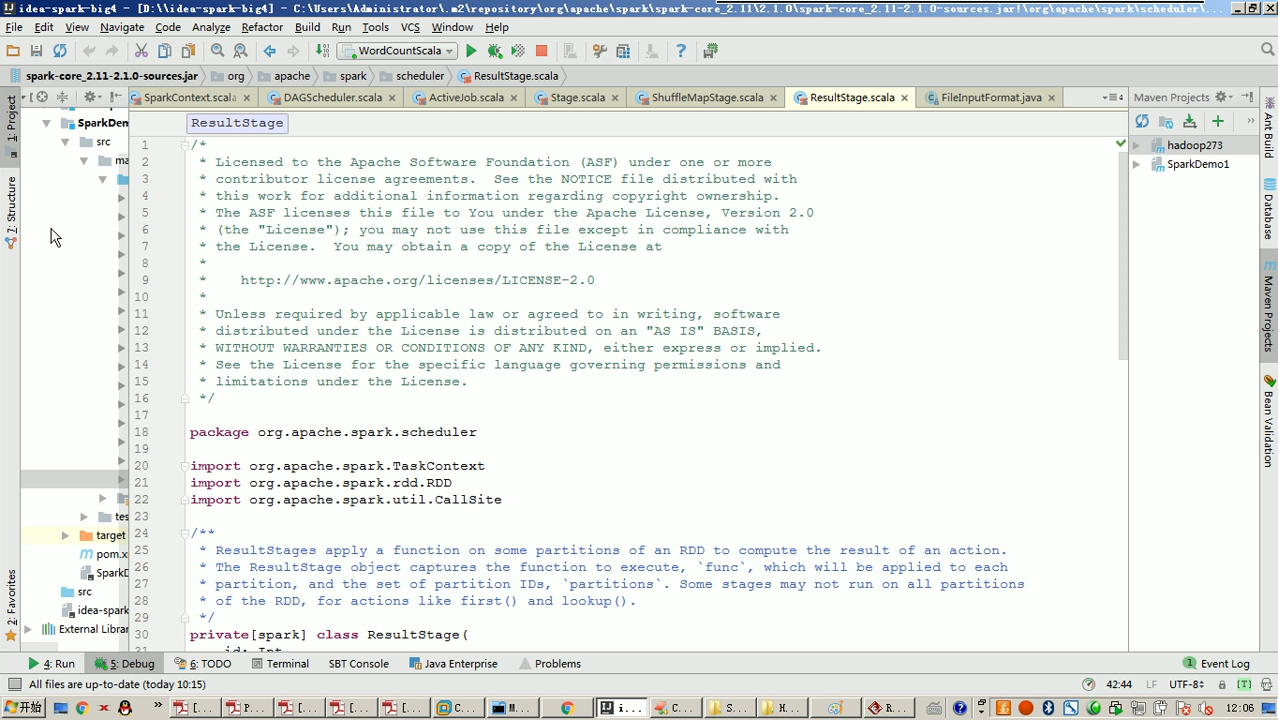 idea-spark-big4 - [D:\idea-spark-big4] - C:\Users\Administrator\.m2\repository\org\apache\spark\spark-core_2.11\2.1.0\spark-core_2.11-2.1.0-sources.jar!\org\apache\spark\scheduler\...
File Edit View Navigate Code Analyze Refactor Build Run Tools VCS Window Help
WordCountScala
spark-core_2.11-2.1.0-sources.jar org apache spark scheduler ResultStage.scala
SparkContext.scala DAGScheduler.scala ActiveJob.scala Stage.scala ShuffleMapStage.scala ResultStage.scala FileInputFormat.java 4 Maven Projects
ResultStage
1: Project
7: Structure
2: Favorites
SparkDem
src
ma
tes
target
pom.x
SparkD
src
idea-spark
External Librar
1 /*
2 * Licensed to the Apache Software Foundation (ASF) under one or more
3 * contributor license agreements.  See the NOTICE file distributed with
4 * this work for additional information regarding copyright ownership.
5 * The ASF licenses this file to You under the Apache License, Version 2.0
6 * (the "License"); you may not use this file except in compliance with
7 * the License.  You may obtain a copy of the License at
8 *
9 *    http://www.apache.org/licenses/LICENSE-2.0
10 *
11 * Unless required by applicable law or agreed to in writing, software
12 * distributed under the License is distributed on an "AS IS" BASIS,
13 * WITHOUT WARRANTIES OR CONDITIONS OF ANY KIND, either express or implied.
14 * See the License for the specific language governing permissions and
15 * limitations under the License.
16 */
17
18 package org.apache.spark.scheduler
19
20 import org.apache.spark.TaskContext
21 import org.apache.spark.rdd.RDD
22 import org.apache.spark.util.CallSite
23
24 /**
25 * ResultStages apply a function on some partitions of an RDD to compute the result of an action.
26 * The ResultStage object captures the function to execute, `func`, which will be applied to each
27 * partition, and the set of partition IDs, `partitions`. Some stages may not run on all partitions
28 * of the RDD, for actions like first() and lookup().
29 */
30 private[spark] class ResultStage(
31 id: Int,
hadoop273
SparkDemo1
Ant Build
Database
Maven Projects
Bean Validation
4: Run 5: Debug 6: TODO Terminal SBT Console Java Enterprise Problems 1 Event Log
All files are up-to-date (today 10:15) 42:44 LF UTF-8
开始 [... P... [... [... [... C... M... i... C... S... H... R... 12:06